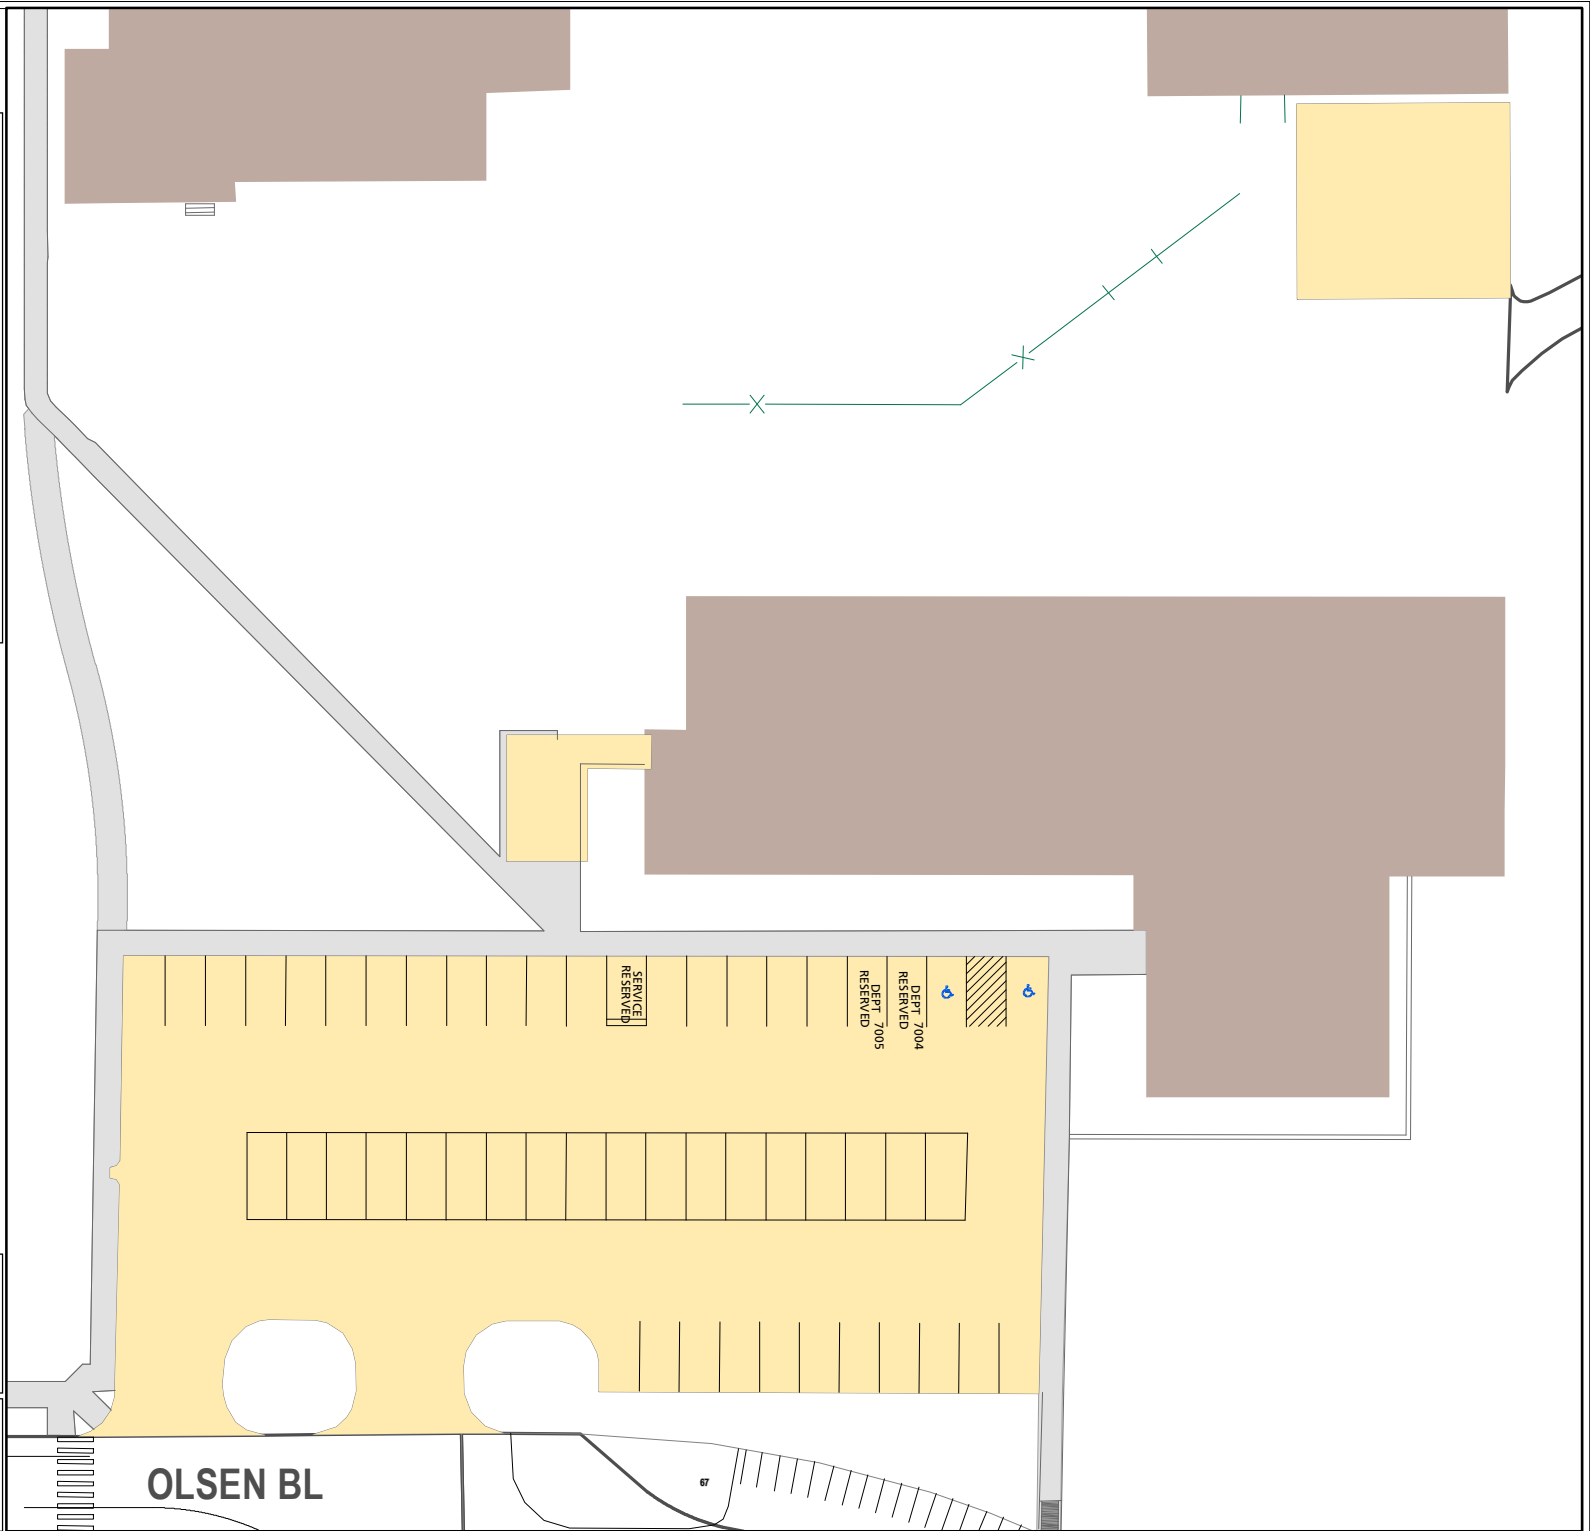 SERVICE
RESERVED
DEPT 7005
RESERVED
DEPT 7004
RESERVED
OLSEN BL
67